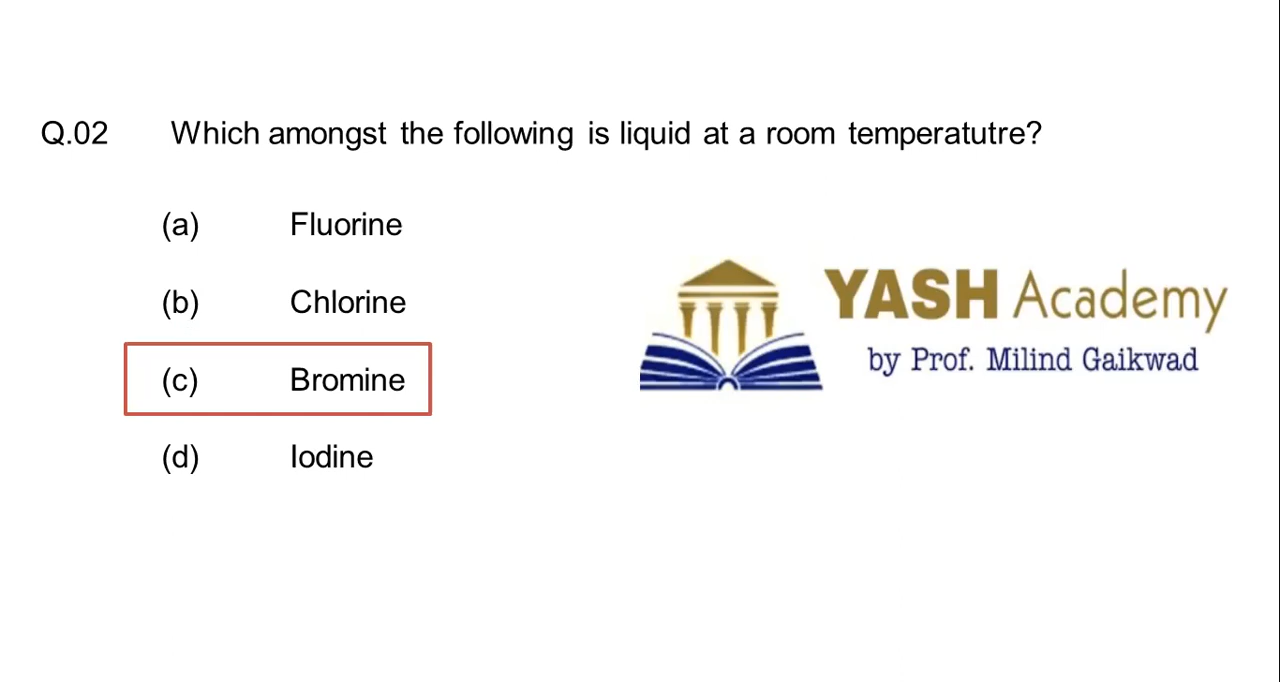 Q.02 Which amongst the following is liquid at a room temperatutre?
(a) Fluorine
(b) Chlorine
(c) Bromine
(d) Iodine
YASH Academy
by Prof. Milind Gaikwad